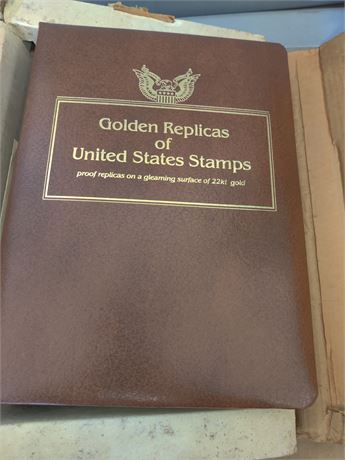 Golden Replicas
of
United States Stamps
proof replicas on a gleaming surface of 22kt gold